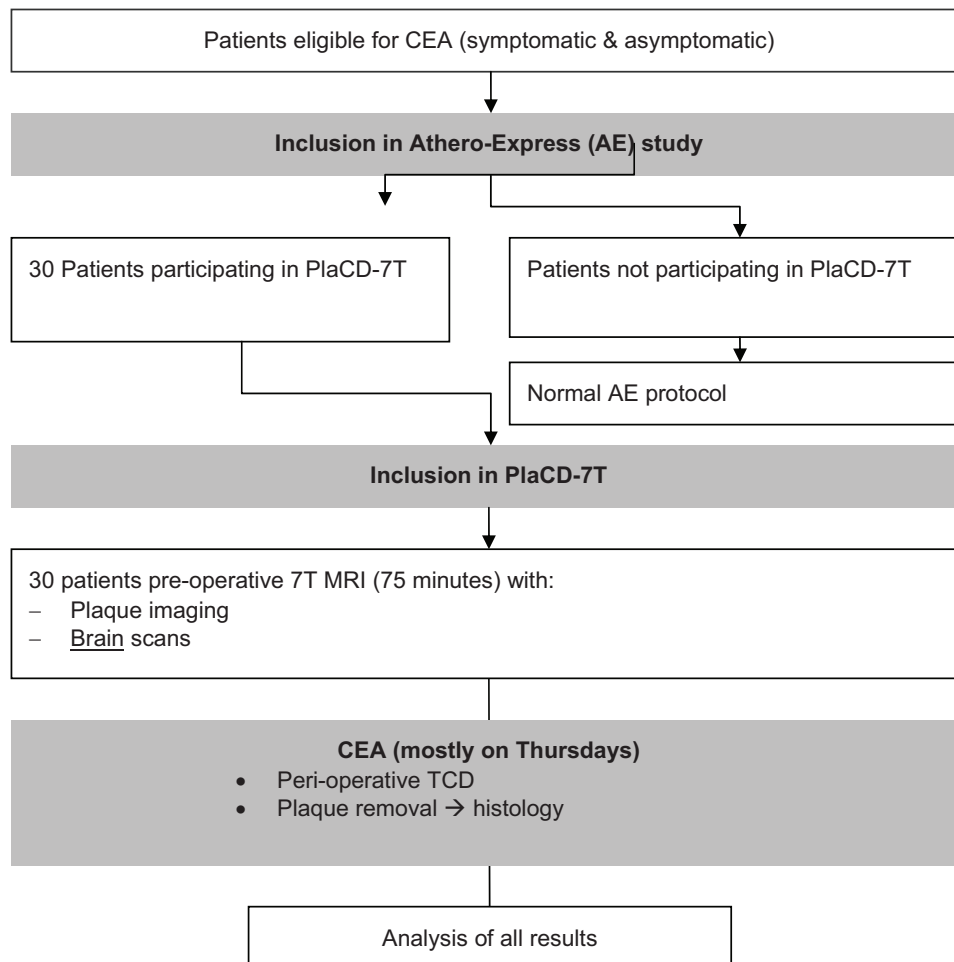 Patients eligible for CEA (symptomatic & asymptomatic)
Inclusion in Athero-Express (AE) study
30 Patients participating in PlaCD-7T
Patients not participating in PlaCD-7T
Normal AE protocol
Inclusion in PlaCD-7T
30 patients pre-operative 7T MRI (75 minutes) with:
– Plaque imaging
– Brain scans
CEA (mostly on Thursdays)
• Peri-operative TCD
• Plaque removal → histology
Analysis of all results